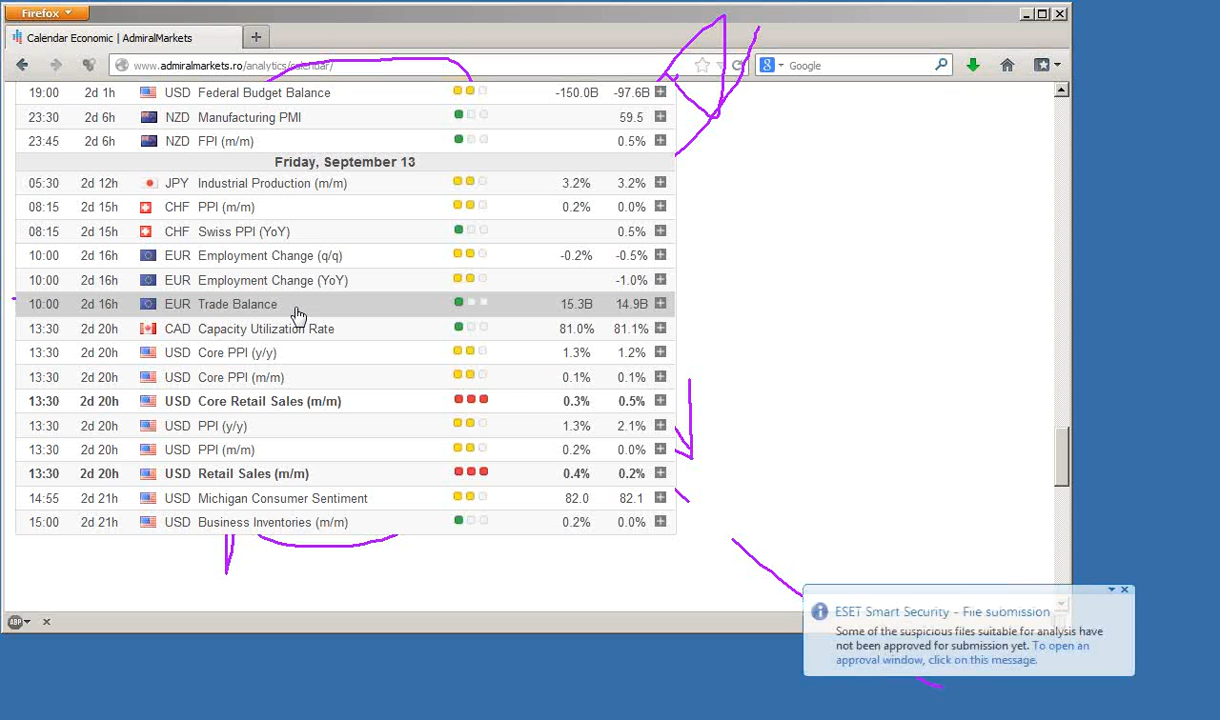 Firefox
Calendar Economic | AdmiralMarkets
www.admiralmarkets.ro/analytics/calendar/
Google
19:00 2d 1h USD Federal Budget Balance -150.0B -97.6B
23:30 2d 6h NZD Manufacturing PMI 59.5
23:45 2d 6h NZD FPI (m/m) 0.5%
Friday, September 13
05:30 2d 12h JPY Industrial Production (m/m) 3.2% 3.2%
08:15 2d 15h CHF PPI (m/m) 0.2% 0.0%
08:15 2d 15h CHF Swiss PPI (YoY) 0.5%
10:00 2d 16h EUR Employment Change (q/q) -0.2% -0.5%
10:00 2d 16h EUR Employment Change (YoY) -1.0%
10:00 2d 16h EUR Trade Balance 15.3B 14.9B
13:30 2d 20h CAD Capacity Utilization Rate 81.0% 81.1%
13:30 2d 20h USD Core PPI (y/y) 1.3% 1.2%
13:30 2d 20h USD Core PPI (m/m) 0.1% 0.1%
13:30 2d 20h USD Core Retail Sales (m/m) 0.3% 0.5%
13:30 2d 20h USD PPI (y/y) 1.3% 2.1%
13:30 2d 20h USD PPI (m/m) 0.2% 0.0%
13:30 2d 20h USD Retail Sales (m/m) 0.4% 0.2%
14:55 2d 21h USD Michigan Consumer Sentiment 82.0 82.1
15:00 2d 21h USD Business Inventories (m/m) 0.2% 0.0%
ABP
ESET Smart Security - File submission
Some of the suspicious files suitable for analysis have
not been approved for submission yet. To open an
approval window, click on this message.